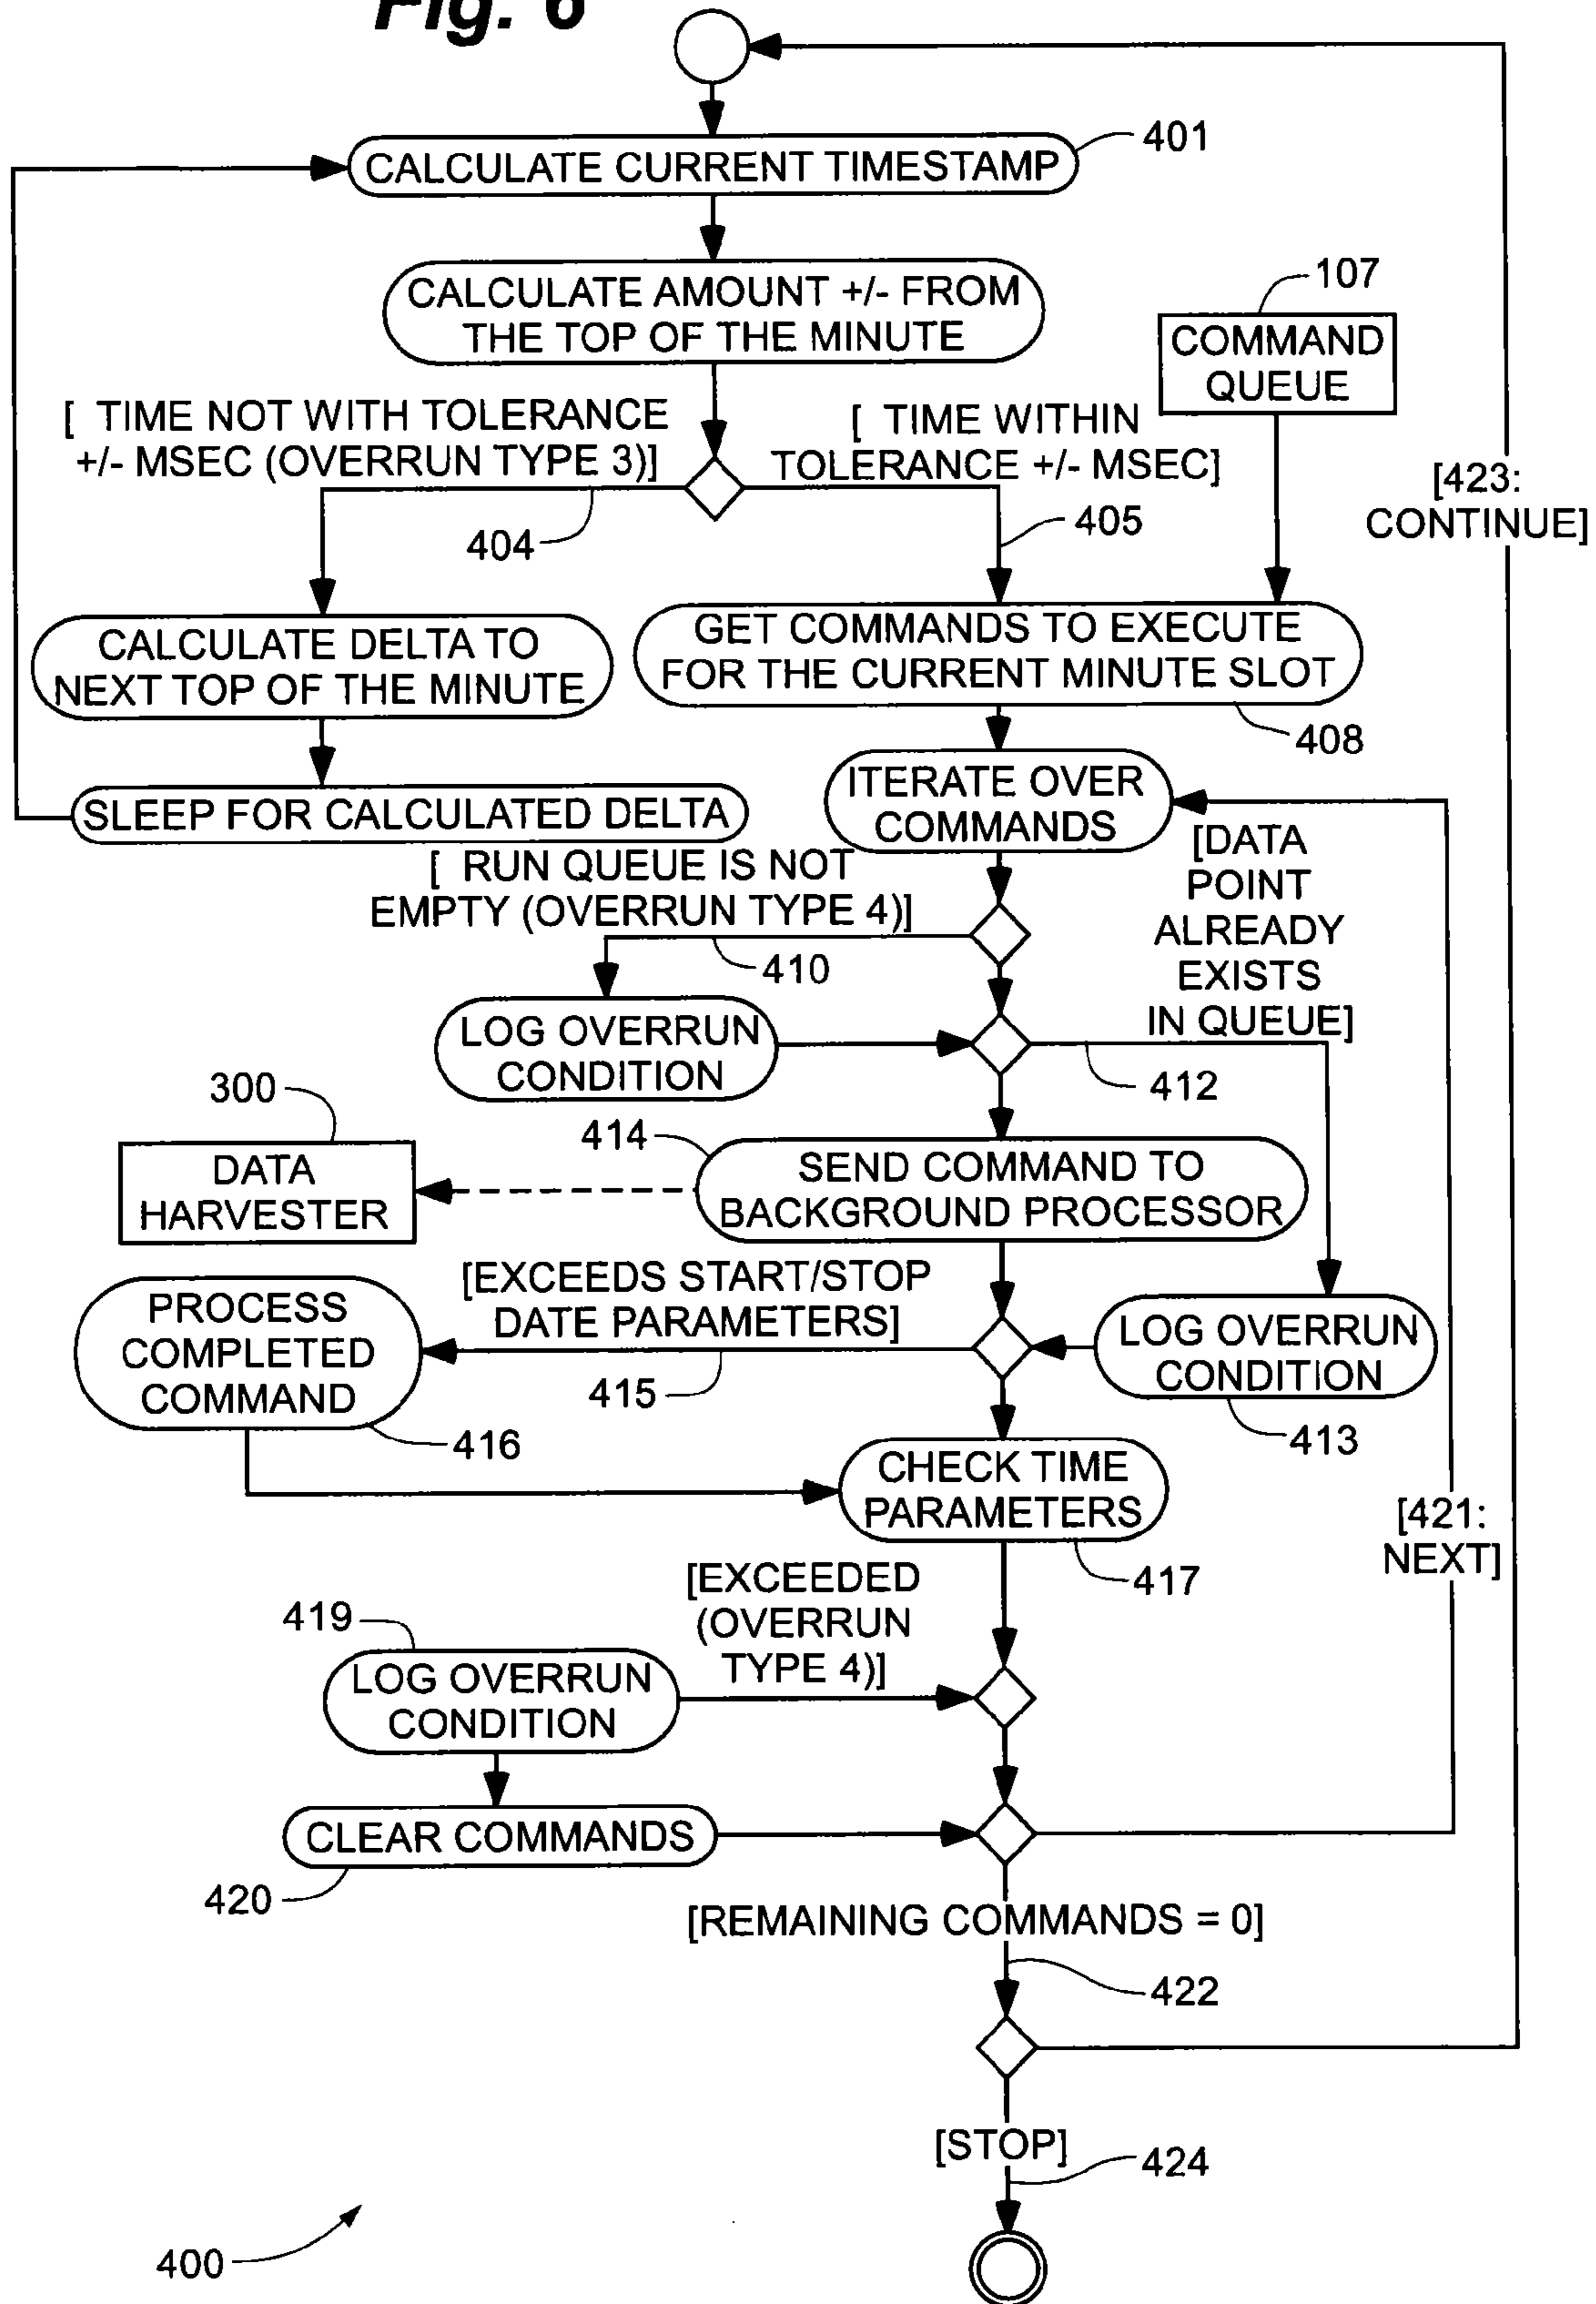 Fig. 6
CALCULATE CURRENT TIMESTAMP
401
CALCULATE AMOUNT +/- FROM
THE TOP OF THE MINUTE
107
COMMAND
QUEUE
[ TIME NOT WITH TOLERANCE
+/- MSEC (OVERRUN TYPE 3)]
[ TIME WITHIN
TOLERANCE +/- MSEC]
[423:
CONTINUE]
404
405
CALCULATE DELTA TO
NEXT TOP OF THE MINUTE
GET COMMANDS TO EXECUTE
FOR THE CURRENT MINUTE SLOT
408
SLEEP FOR CALCULATED DELTA
ITERATE OVER
COMMANDS
[ RUN QUEUE IS NOT
EMPTY (OVERRUN TYPE 4)]
[DATA
POINT
ALREADY
EXISTS
IN QUEUE]
410
LOG OVERRUN
CONDITION
412
300
DATA
HARVESTER
414
SEND COMMAND TO
BACKGROUND PROCESSOR
[EXCEEDS START/STOP
DATE PARAMETERS]
PROCESS
COMPLETED
COMMAND
415
416
LOG OVERRUN
CONDITION
413
CHECK TIME
PARAMETERS
417
[421:
NEXT]
[EXCEEDED
(OVERRUN
TYPE 4)]
419
LOG OVERRUN
CONDITION
CLEAR COMMANDS
420
[REMAINING COMMANDS = 0]
422
[STOP]
424
400